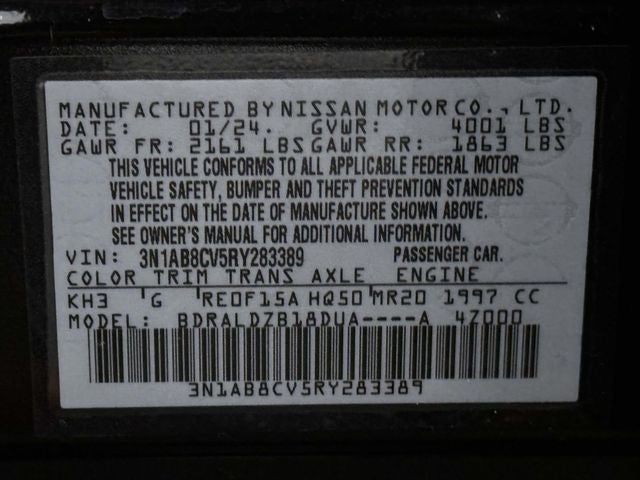 MANUFACTURED BY NISSAN MOTOR CO., LTD.
DATE: 01/24. GVWR: 4001 LBS
GAWR FR: 2161 LBS GAWR RR: 1863 LBS
THIS VEHICLE CONFORMS TO ALL APPLICABLE FEDERAL MOTOR
VEHICLE SAFETY, BUMPER AND THEFT PREVENTION STANDARDS
IN EFFECT ON THE DATE OF MANUFACTURE SHOWN ABOVE.
SEE OWNER'S MANUAL FOR ADDITIONAL INFORMATION.
VIN: 3N1AB8CV5RY283389 PASSENGER CAR.
COLOR TRIM TRANS AXLE ENGINE
KH3 'G RE0F15A HQ50 MR20 1997 CC
MODEL: BDRALDZB18DUA----A 4Z000
3N1AB8CV5RY283389